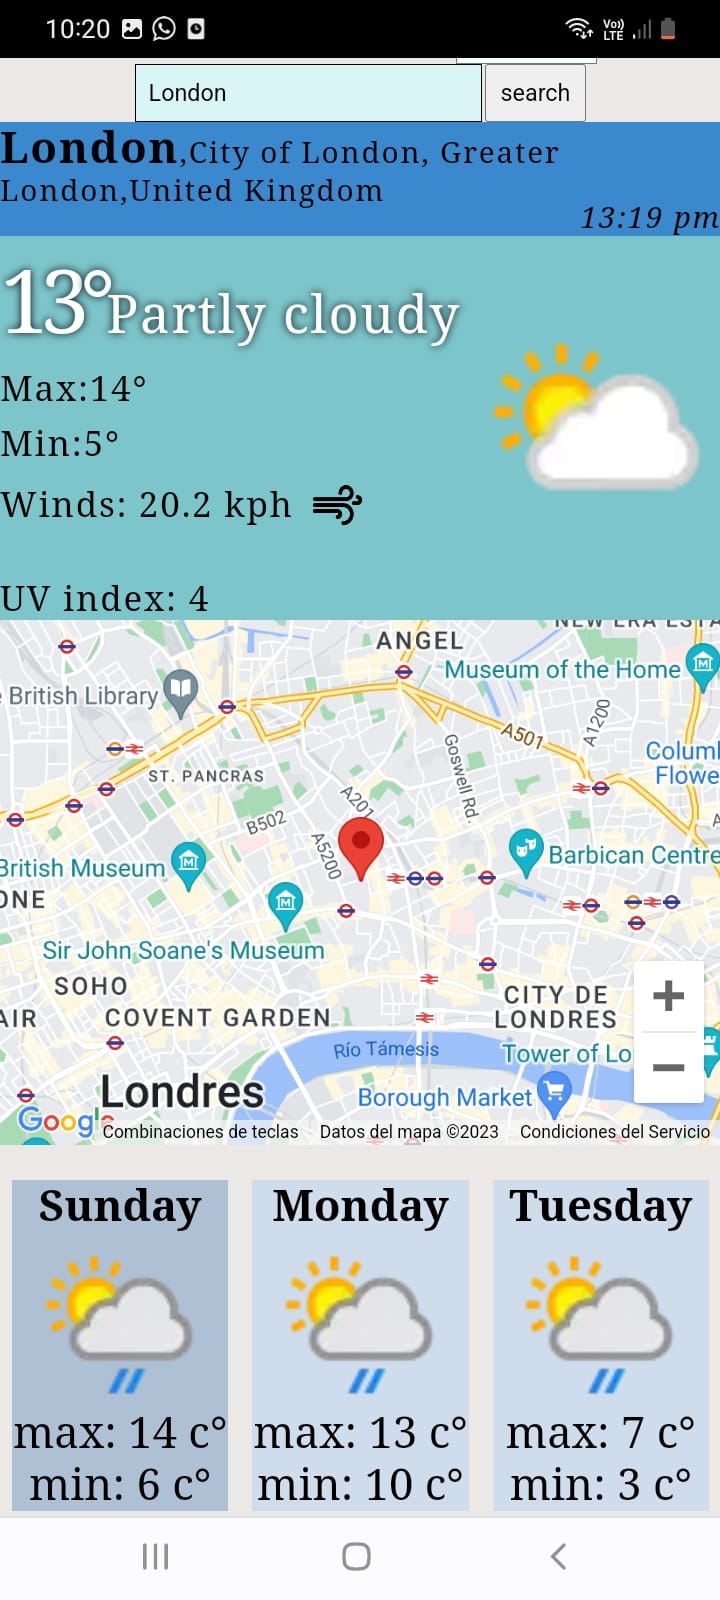 10:20
Vo)) LTE
London
search
London,City of London, Greater
London,United Kingdom
13:19 pm
13°Partly cloudy
Max:14°
Min:5°
Winds: 20.2 kph
UV index: 4
NEW ERA ESTA
ANGEL
Museum of the Home
British Library
A1200
A501
Columb
Flowe
Goswell Rd.
ST. PANCRAS
A201
B502
A5200
British Museum
Barbican Centre
ONE
Sir John Soane's Museum
SOHO
CITY DE
LONDRES
AIR
COVENT GARDEN
Río Támesis
Tower of Lo
Londres
Borough Market
Google
Combinaciones de teclas
Datos del mapa ©2023
Condiciones del Servicio
Sunday
Monday
Tuesday
max: 14 c°
max: 13 c°
max: 7 c°
min: 6 c°
min: 10 c°
min: 3 c°